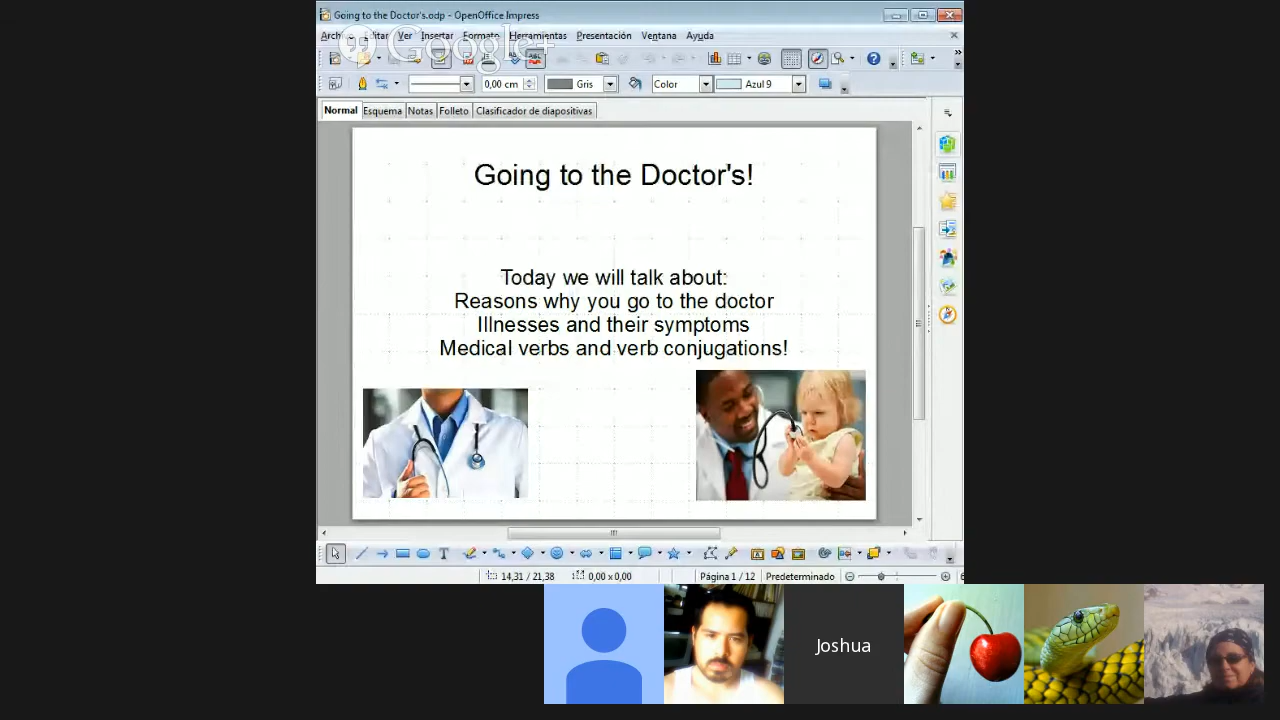 Going to the Doctor's.odp - OpenOffice Impress
Archivo Editar Ver Insertar Formato Herramientas Presentación Ventana Ayuda
Google+
0,00 cm Gris Color Azul 9
Normal Esquema Notas Folleto Clasificador de diapositivas
Going to the Doctor's!
Today we will talk about:
Reasons why you go to the doctor
Illnesses and their symptoms
Medical verbs and verb conjugations!
14,31 / 21,38 0,00 x 0,00 Página 1 / 12 Predeterminado
Joshua